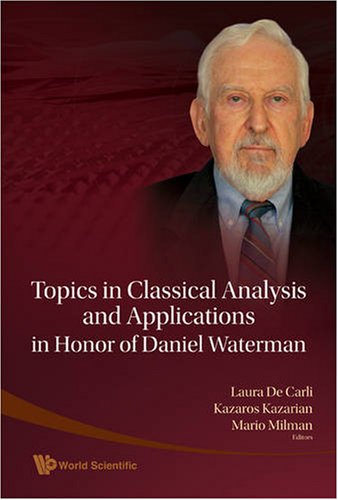 Topics in Classical Analysis
and Applications
in Honor of Daniel Waterman
Laura De Carli
Kazaros Kazarian
Mario Milman
Editors
World Scientific